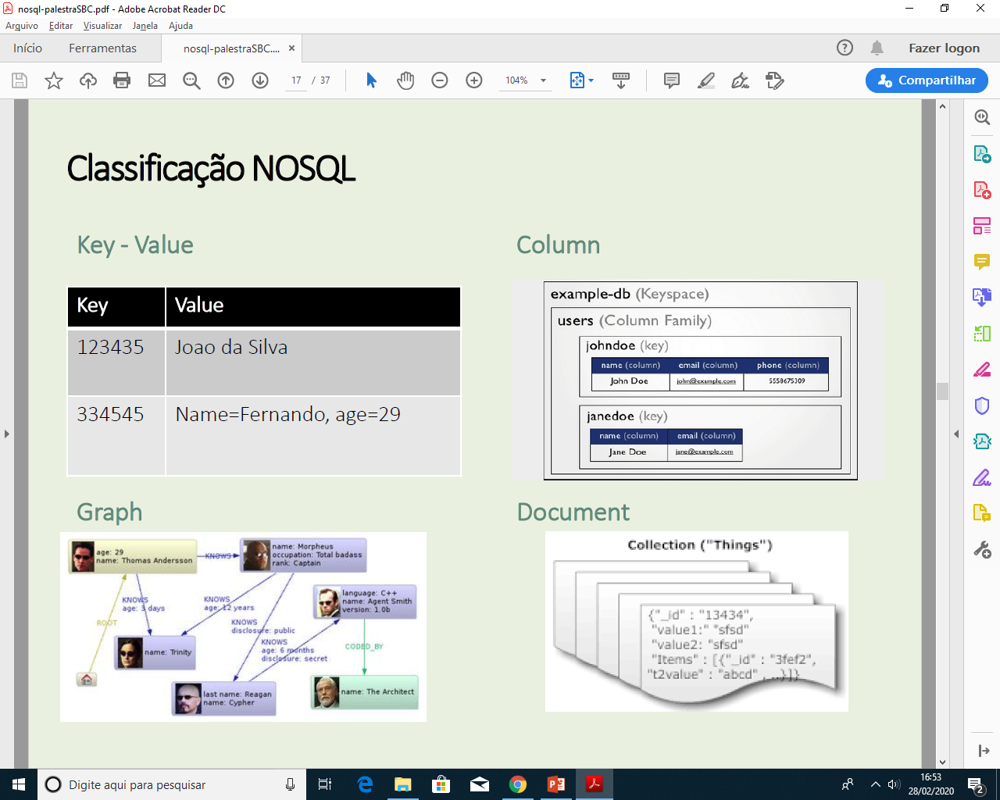 nosql-palestraSBC.pdf - Adobe Acrobat Reader DC
Arquivo Editar Visualizar Janela Ajuda
Início Ferramentas nosql-palestraSBC.... × Fazer logon
17 / 37 104% Compartilhar
Classificação NOSQL
Key - Value
Key Value
123435 Joao da Silva
334545 Name=Fernando, age=29
Column
example-db (Keyspace)
users (Column Family)
johndoe (key)
name (column) email (column) phone (column)
John Doe john@example.com 5558675309
janedoe (key)
name (column) email (column)
Jane Doe jane@example.com
Graph
age: 29
name: Thomas Andersson
KNOWS
name: Morpheus
occupation: Total badass
rank: Captain
KNOWS
age: 3 days
KNOWS
age: 12 years
language: C++
name: Agent Smith
version: 1.0b
ROOT
KNOWS
disclosure: public
KNOWS
age: 6 months
disclosure: secret
CODED_BY
name: Trinity
last name: Reagan
name: Cypher
name: The Architect
Document
Collection ("Things")
{"_id" : "13434",
"value1:" "sfsd"
"value2: "sfsd"
"Items" : [{"_id" : "3fef2",
"t2value" : "abcd" , ..}]}
Digite aqui para pesquisar
16:53
28/02/2020
2